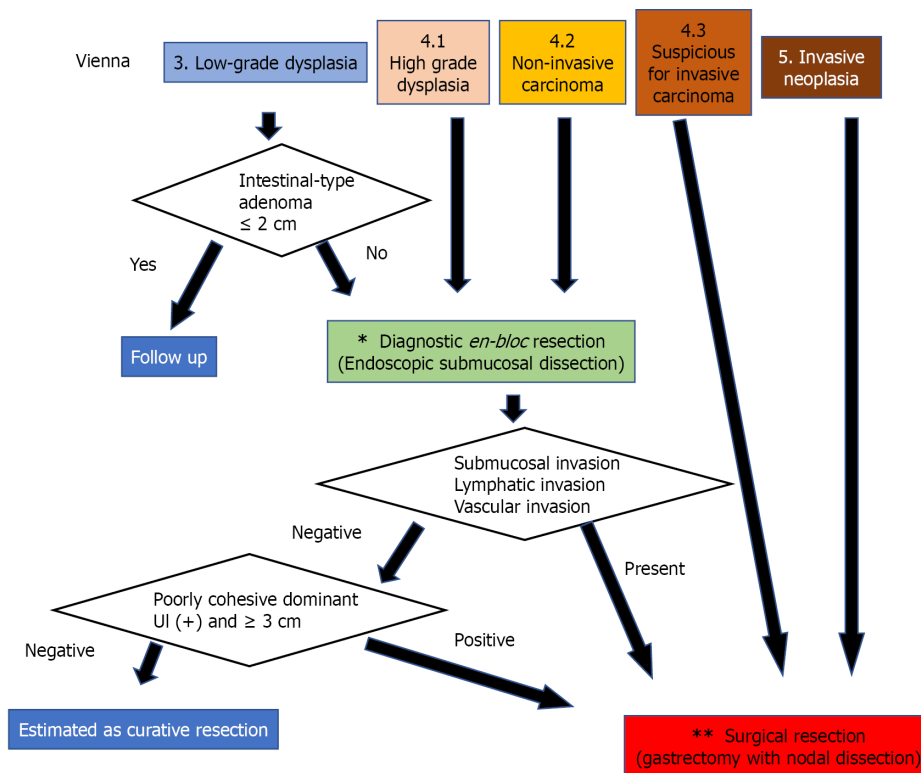 Vienna
3. Low-grade dysplasia
4.1
High grade
dysplasia
4.2
Non-invasive
carcinoma
4.3
Suspicious
for invasive
carcinoma
5. Invasive
neoplasia
Intestinal-type
adenoma
≤ 2 cm
Yes
No
Follow up
* Diagnostic en-bloc resection
(Endoscopic submucosal dissection)
Submucosal invasion
Lymphatic invasion
Vascular invasion
Negative
Present
Poorly cohesive dominant
Ul (+) and ≥ 3 cm
Negative
Positive
Estimated as curative resection
** Surgical resection
(gastrectomy with nodal dissection)